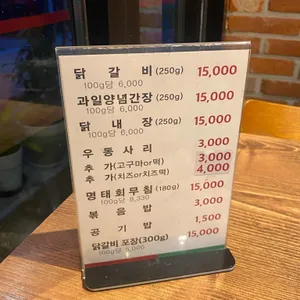 닭 갈 비 (250g) 15,000
100g당 6,000
과일양념간장 (250g) 15,000
100g당 6,000
닭 내 장 (250g) 15,000
100g당 6,000
우 동 사 리 3,000
추 가(고구마or떡) 3,000
추 가(치즈or치즈떡) 4,000
명태회무침 (180g) 15,000
100g당 8,330
볶 음 밥 3,000
공 기 밥 1,500
닭갈비 포장(300g) 15,000
100g당 5,000